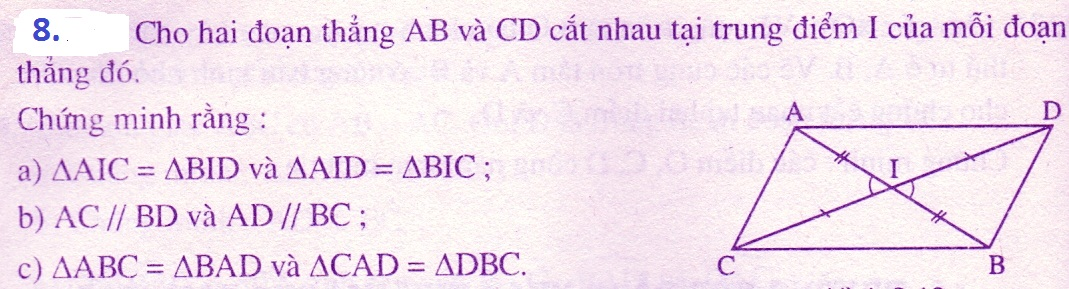 8. Cho hai đoạn thẳng AB và CD cắt nhau tại trung điểm I của mỗi đoạn
thẳng đó.
Chứng minh rằng :
a) ΔAIC = ΔBID và ΔAID = ΔBIC ;
b) AC // BD và AD // BC ;
c) ΔABC = ΔBAD và ΔCAD = ΔDBC.
A D
I
C B